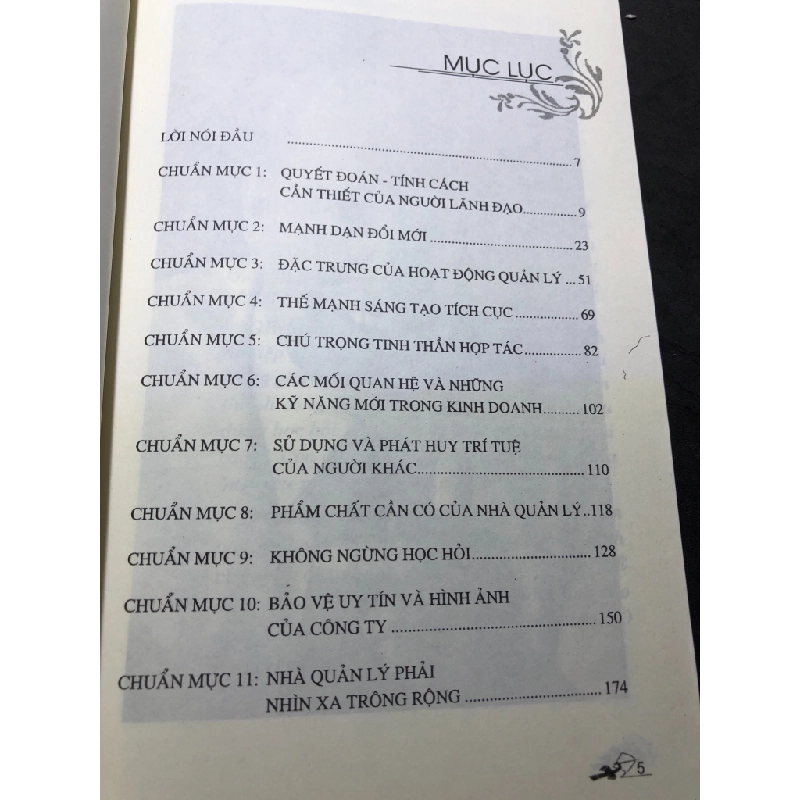 MỤC LỤC
LỜI NÓI ĐẦU ........................ 7
CHUẨN MỰC 1: QUYẾT ĐOÁN - TÍNH CÁCH
CẦN THIẾT CỦA NGƯỜI LÃNH ĐẠO..........9
CHUẨN MỰC 2: MẠNH DẠN ĐỔI MỚI ........................ 23
CHUẨN MỰC 3: ĐẶC TRƯNG CỦA HOẠT ĐỘNG QUẢN LÝ ...51
CHUẨN MỰC 4: THẾ MẠNH SÁNG TẠO TÍCH CỰC ............. 69
CHUẨN MỰC 5: CHÚ TRỌNG TINH THẦN HỢP TÁC........... 82
CHUẨN MỰC 6: CÁC MỐI QUAN HỆ VÀ NHỮNG
KỸ NĂNG MỚI TRONG KINH DOANH.......... 102
CHUẨN MỰC 7: SỬ DỤNG VÀ PHÁT HUY TRÍ TUỆ
CỦA NGƯỜI KHÁC........................ 110
CHUẨN MỰC 8: PHẨM CHẤT CẦN CÓ CỦA NHÀ QUẢN LÝ..118
CHUẨN MỰC 9: KHÔNG NGỪNG HỌC HỎI................ 128
CHUẨN MỰC 10: BẢO VỆ UY TÍN VÀ HÌNH ẢNH
CỦA CÔNG TY ........................ 150
CHUẨN MỰC 11: NHÀ QUẢN LÝ PHẢI
NHÌN XA TRÔNG RỘNG ................ 174
5